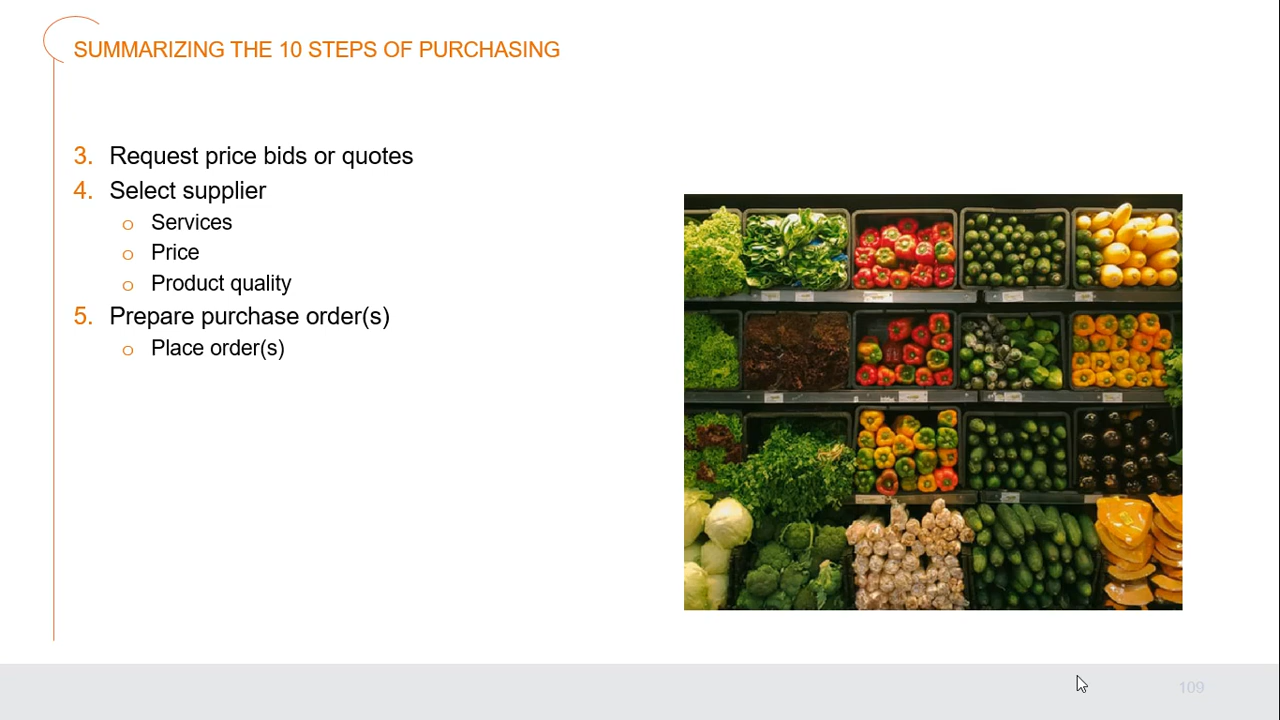 SUMMARIZING THE 10 STEPS OF PURCHASING
3. Request price bids or quotes
4. Select supplier
o Services
o Price
o Product quality
5. Prepare purchase order(s)
o Place order(s)
109